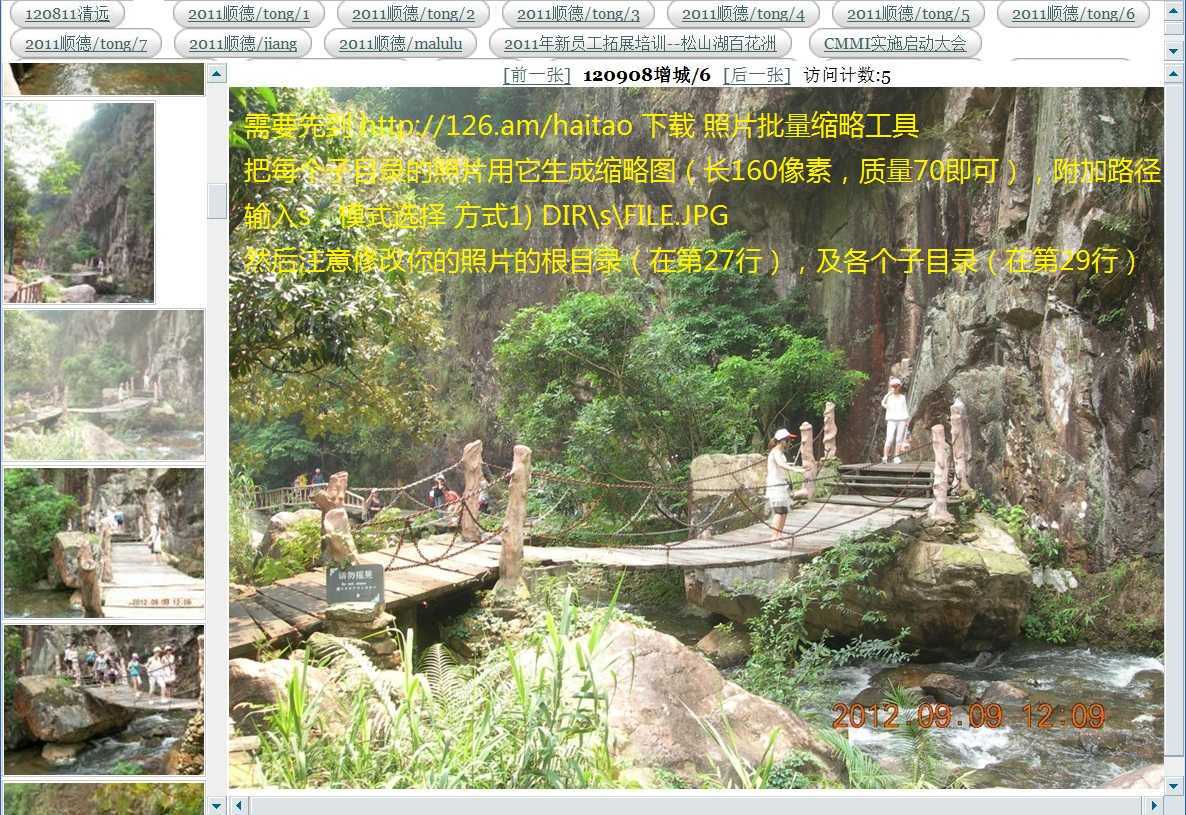 120811清远
2011顺德/tong/1
2011顺德/tong/2
2011顺德/tong/3
2011顺德/tong/4
2011顺德/tong/5
2011顺德/tong/6
2011顺德/tong/7
2011顺德/jiang
2011顺德/malulu
2011年新员工拓展培训--松山湖百花洲
CMMI实施启动大会
[前一张] 120908增城/6 [后一张] 访问计数:5
需要先到 http://126.am/haitao 下载 照片批量缩略工具
把每个子目录的照片用它生成缩略图（长160像素，质量70即可），附加路径
输入s，模式选择 方式1) DIR\s\FILE.JPG
然后注意修改你的照片的根目录（在第27行），及各个子目录（在第29行）
请勿摇晃
2012.09.09 12:09